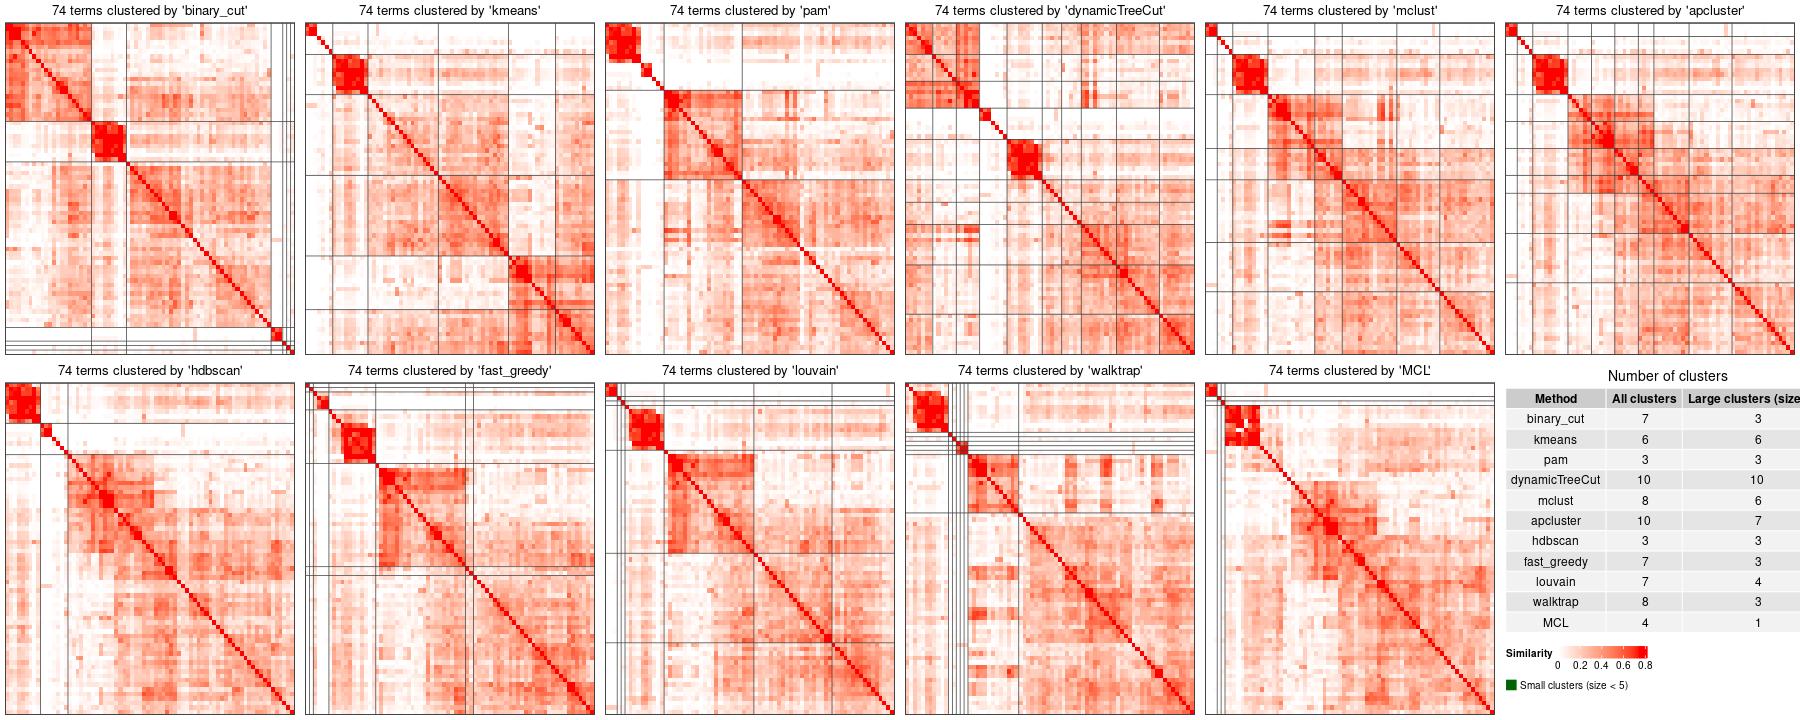 74 terms clustered by 'binary_cut'
74 terms clustered by 'kmeans'
74 terms clustered by 'pam'
74 terms clustered by 'dynamicTreeCut'
74 terms clustered by 'mclust'
74 terms clustered by 'apcluster'
74 terms clustered by 'hdbscan'
74 terms clustered by 'fast_greedy'
74 terms clustered by 'louvain'
74 terms clustered by 'walktrap'
74 terms clustered by 'MCL'
Number of clusters
Method All clusters Large clusters (size
binary_cut 7 3
kmeans 6 6
pam 3 3
dynamicTreeCut 10 10
mclust 8 6
apcluster 10 7
hdbscan 3 3
fast_greedy 7 3
louvain 7 4
walktrap 8 3
MCL 4 1
Similarity
0 0.2 0.4 0.6 0.8
Small clusters (size < 5)